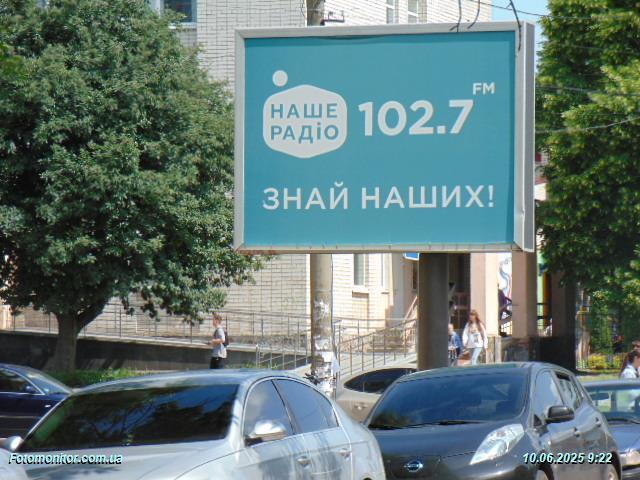 НАШЕ
РАДІО
102.7
FM
ЗНАЙ НАШИХ!
Fotomonitor.com.ua
10.06.2025 9:22